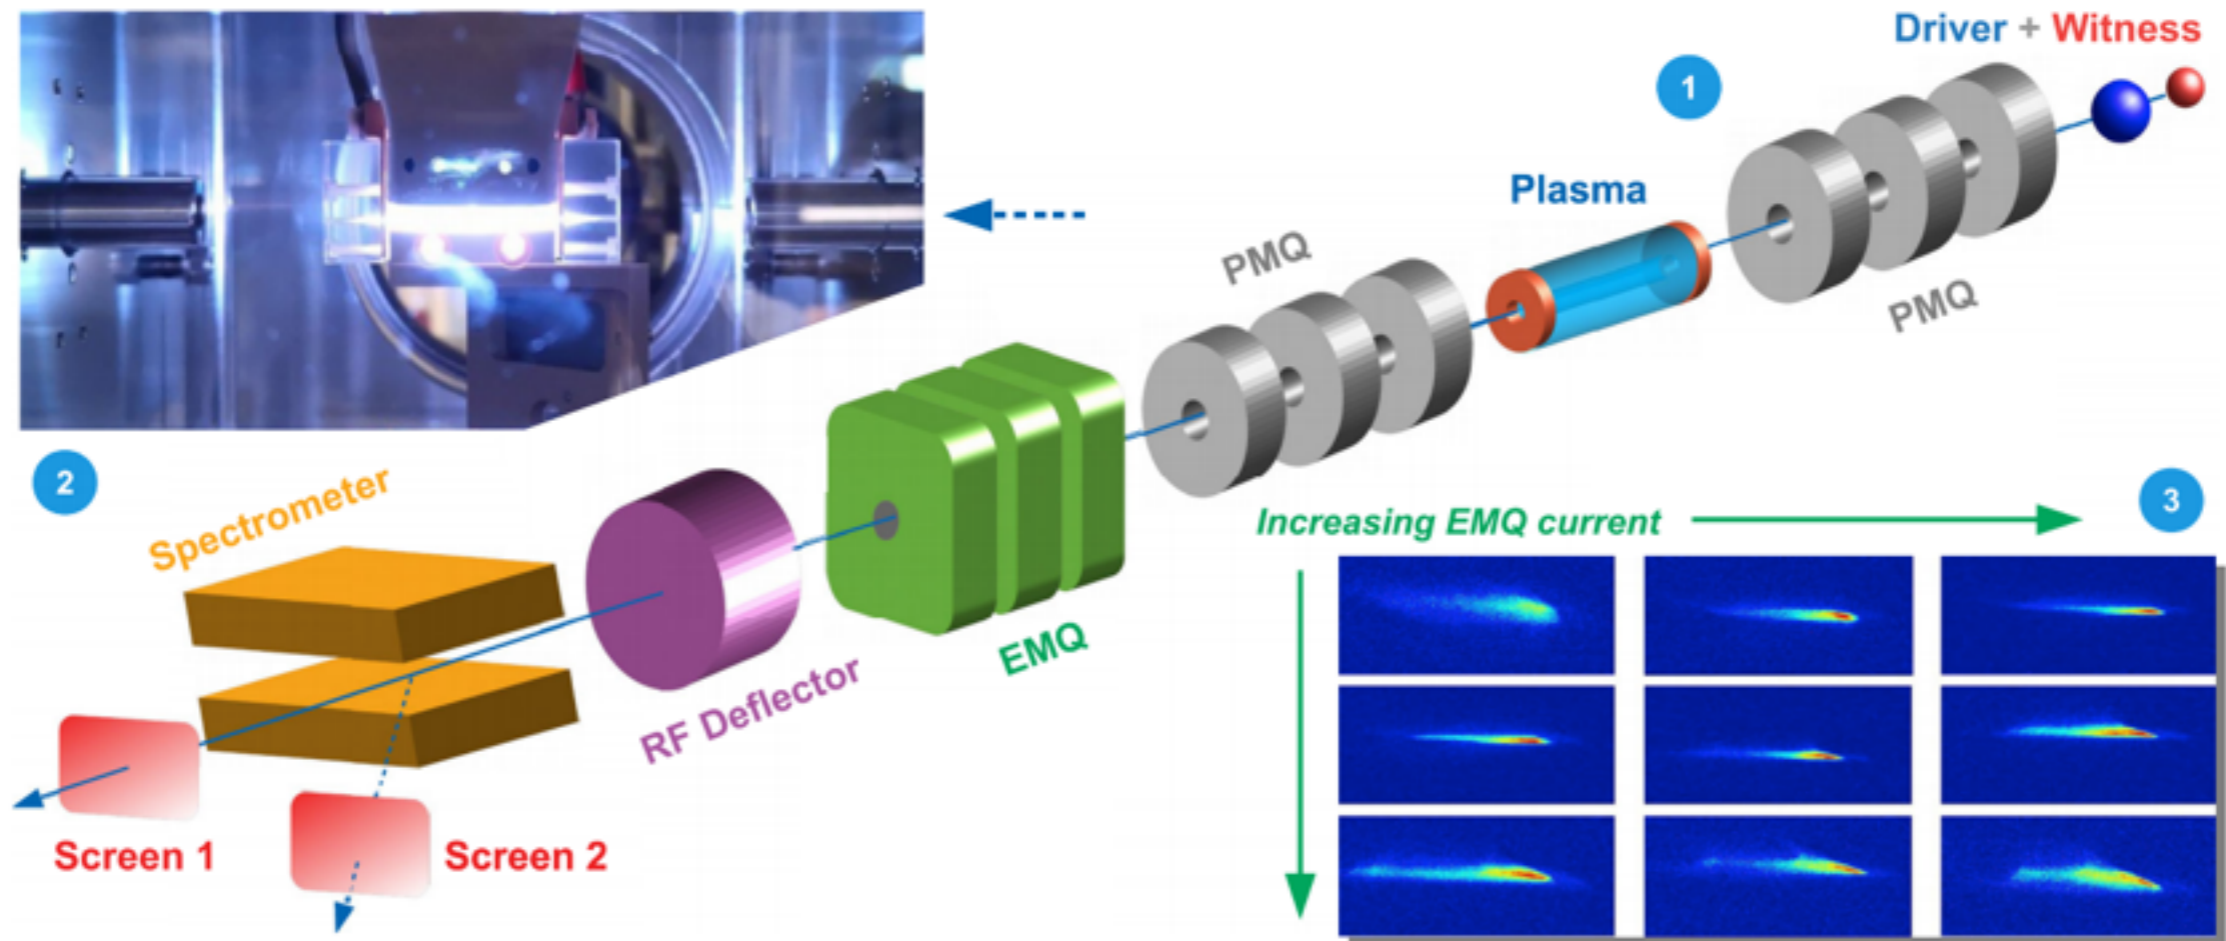 Driver + Witness
1
Plasma
PMQ
PMQ
2
Spectrometer
3
Increasing EMQ current
EMQ
RF Deflector
Screen 1
Screen 2